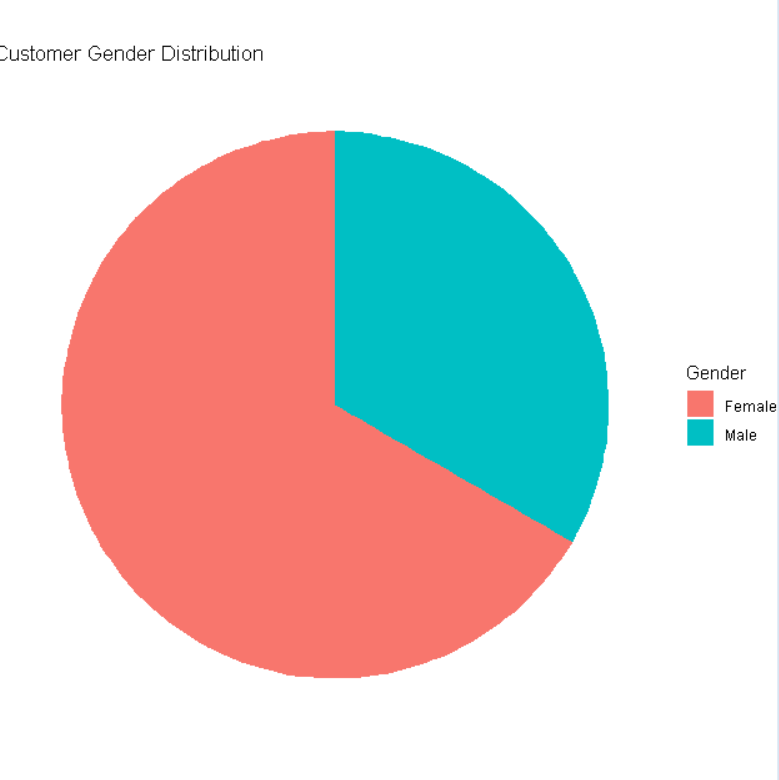 Customer Gender Distribution
Gender
Female
Male